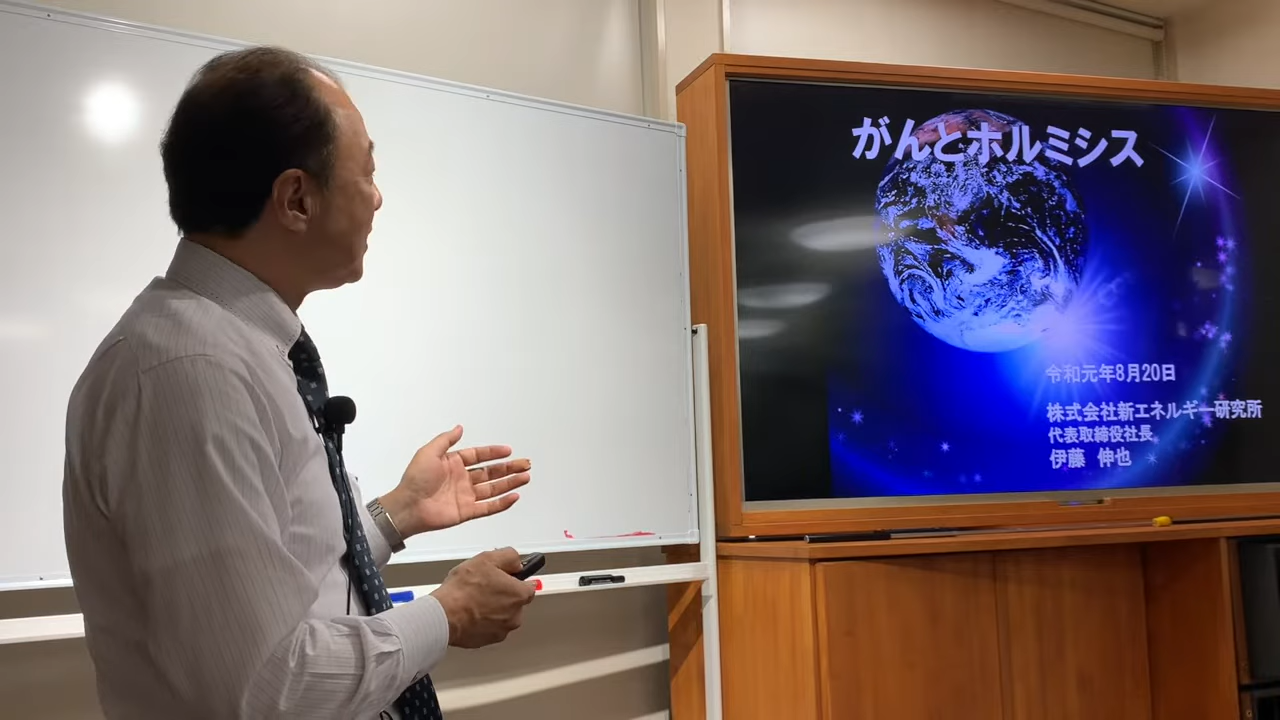 がんとホルミシス
令和元年8月20日
株式会社新エネルギー研究所
代表取締役社長
伊藤 伸也